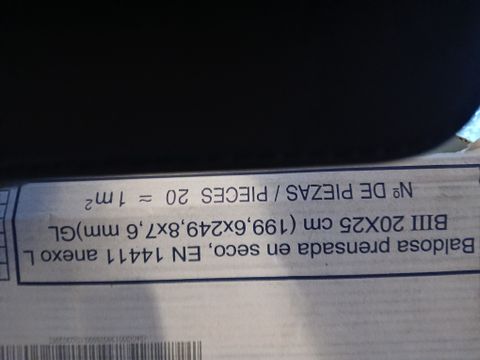 Baldosa prensada en seco, EN 14411 anexo L
BIII 20X25 cm (199,6x249,8x7,6 mm)GL
Nº DE PIEZAS / PIECES 20 = 1m²